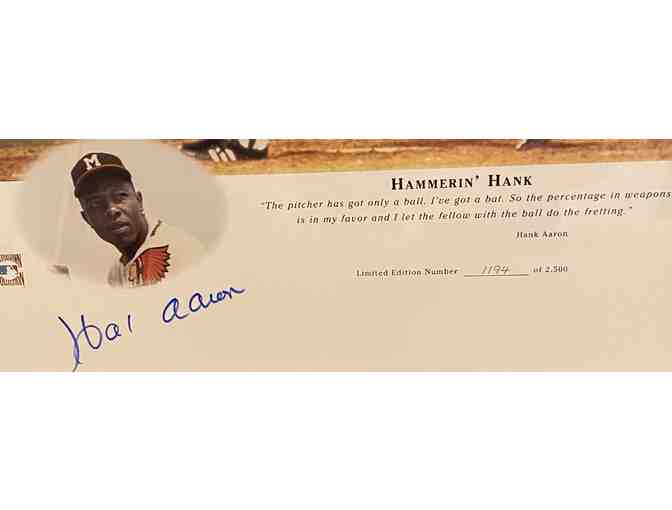 M
HAMMERIN' HANK
"The pitcher has got only a ball. I've got a bat. So the percentage in weapons
is in my favor and I let the fellow with the ball do the fretting."
Hank Aaron
Limited Edition Number 1194 of 2,500
Aaron